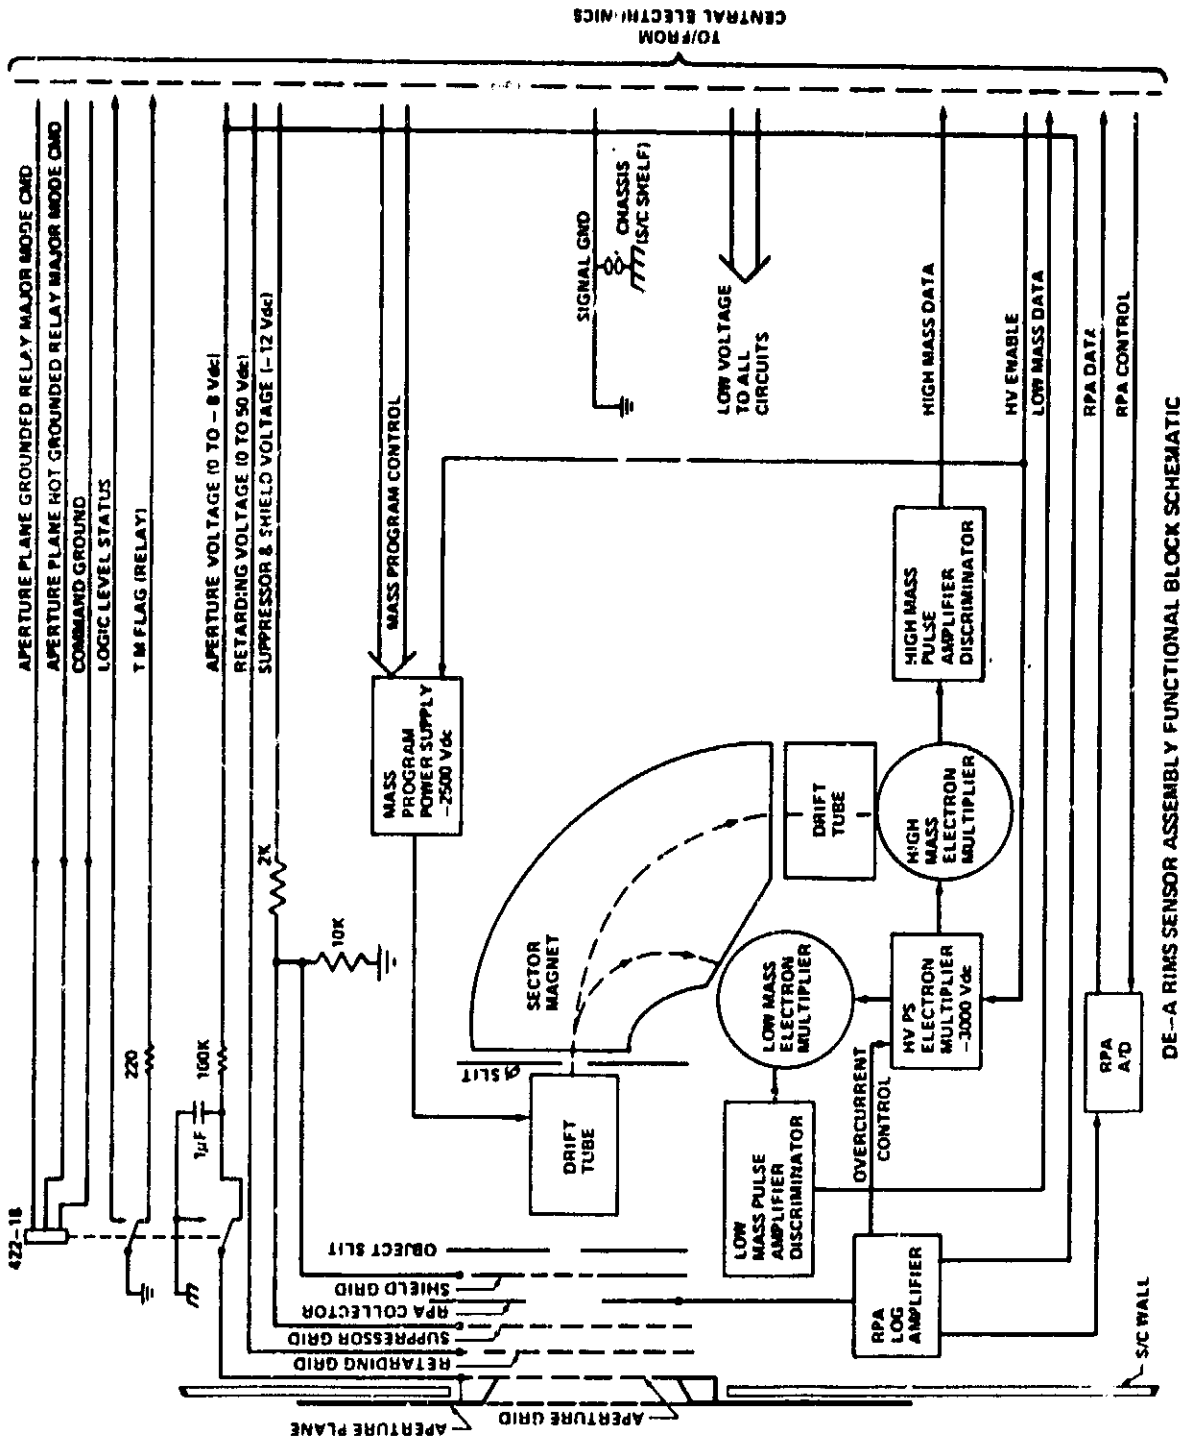 TO/FROM
CENTRAL ELECTRONICS
APERTURE PLANE GROUNDED RELAY MAJOR MODE CMD
APERTURE PLANE NOT GROUNDED RELAY MAJOR MODE CMD
COMMAND GROUND
LOGIC LEVEL STATUS
TM FLAG (RELAY)
APERTURE VOLTAGE (0 TO -8 Vdc)
RETARDING VOLTAGE (0 TO 50 Vdc)
SUPPRESSOR & SHIELD VOLTAGE (-12 Vdc)
MASS PROGRAM CONTROL
SIGNAL GND
CHASSIS
(S/C SHELF)
LOW VOLTAGE
TO ALL
CIRCUITS
HIGH MASS DATA
HV ENABLE
LOW MASS DATA
RPA DATA
RPA CONTROL
422-18
220
1µF
100K
2K
10K
MASS
PROGRAM
POWER SUPPLY
-2500 Vdc
HIGH MASS
PULSE
AMPLIFIER
DISCRIMINATOR
SECTOR
MAGNET
DRIFT
TUBE
HIGH
MASS
ELECTRON
MULTIPLIER
LOW MASS
ELECTRON
MULTIPLIER
HV PS
ELECTRON
MULTIPLIER
-3000 Vdc
SLIT
DRIFT
TUBE
LOW
MASS PULSE
AMPLIFIER
DISCRIMINATOR
OVERCURRENT
CONTROL
RPA
A/D
RPA
LOG
AMPLIFIER
OBJECT SLIT
SHIELD GRID
RPA COLLECTOR
SUPPRESSOR GRID
RETARDING GRID
APERTURE GRID
APERTURE PLANE
S/C WALL
DE-A RIMS SENSOR ASSEMBLY FUNCTIONAL BLOCK SCHEMATIC